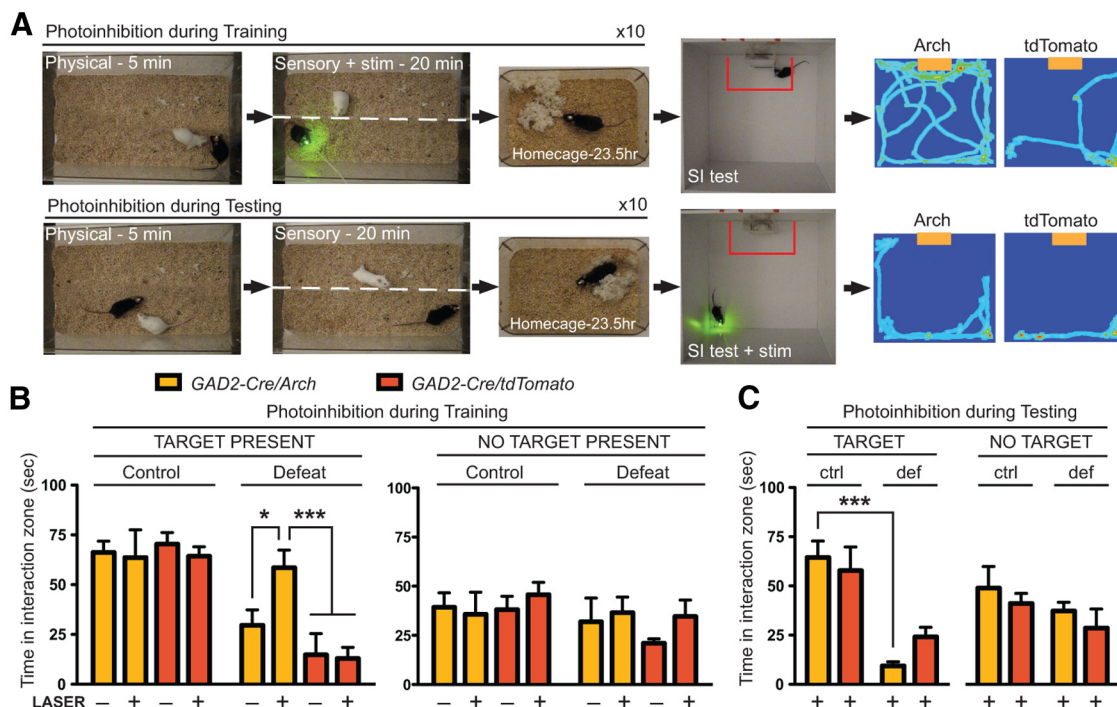 A
Photoinhibition during Training x10
Physical - 5 min
Sensory + stim - 20 min
Homecage-23.5hr
SI test
Arch
tdTomato
Photoinhibition during Testing x10
Physical - 5 min
Sensory - 20 min
Homecage-23.5hr
SI test + stim
Arch
tdTomato
GAD2-Cre/Arch
GAD2-Cre/tdTomato
B
Photoinhibition during Training
TARGET PRESENT
NO TARGET PRESENT
Control
Defeat
Control
Defeat
Time in interaction zone (sec)
100
75
50
25
0
* ***
100
75
50
25
0
LASER − + − + − + − + − + − + − + − +
C
Photoinhibition during Testing
TARGET
NO TARGET
ctrl
def
ctrl
def
Time in interaction zone (sec)
100
75
50
25
0
***
+ + + + + + + +